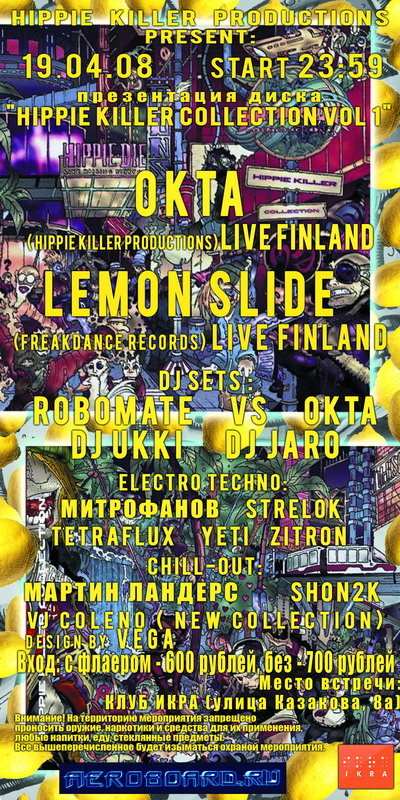 HIPPIE KILLER PRODUCTIONS
PRESENT:
19.04.08 START 23:59
презентация диска
"HIPPIE KILLER COLLECTION VOL 1"
HIPPIE DIE
HIPPIE KILLER
COLLECTION
OKTA
(HIPPIE KILLER PRODUCTIONS) LIVE FINLAND
LEMON SLIDE
(FREAKDANCE RECORDS) LIVE FINLAND
DJ SETS:
ROBOMATE VS OKTA
DJ UKKI DJ JARO
ELECTRO TECHNO:
МИТРОФАНОВ STRELOK
TETRAFLUX YETI ZITRON
CHILL-OUT:
МАРТИН ЛАНДЕРС SHON2K
VJ COLENO ( NEW COLLECTION)
DESIGN BY VEGA
Вход: с флаером - 600 рублей, без - 700 рублей
Место встречи:
КЛУБ ИКРА (улица Казакова, 8а)
Внимание! На территорию мероприятия запрещено
проносить оружие, наркотики и средства для их применения,
любые напитки, еду, стеклянные предметы.
Все вышеперечисленное будет изыматься охраной мероприятия.
AEROBOARD.RU
IKRA